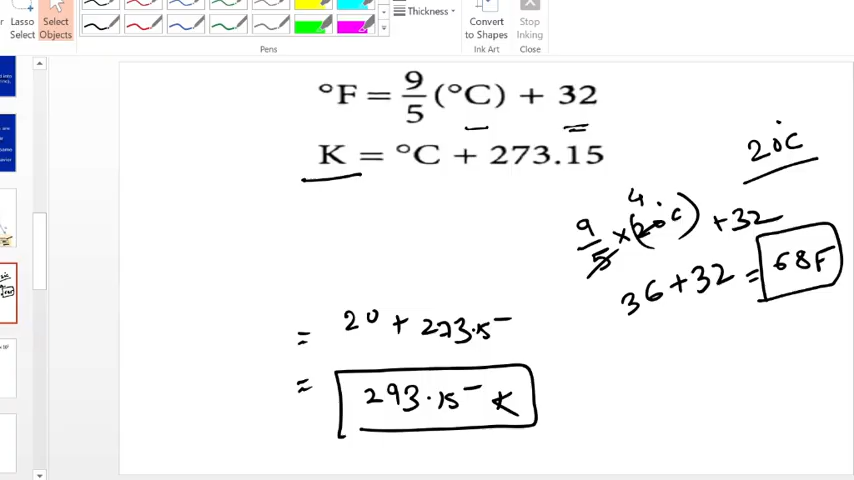 Lasso Select
Select Objects
Thickness
Convert to Shapes
Stop Inking
Pens
Ink Art
Close
°F = 9/5 (°C) + 32
K = °C + 273.15
20°C
9/5 × (20°C) + 32
4
36 + 32 = 68F
= 20 + 273.15
= 293.15 K